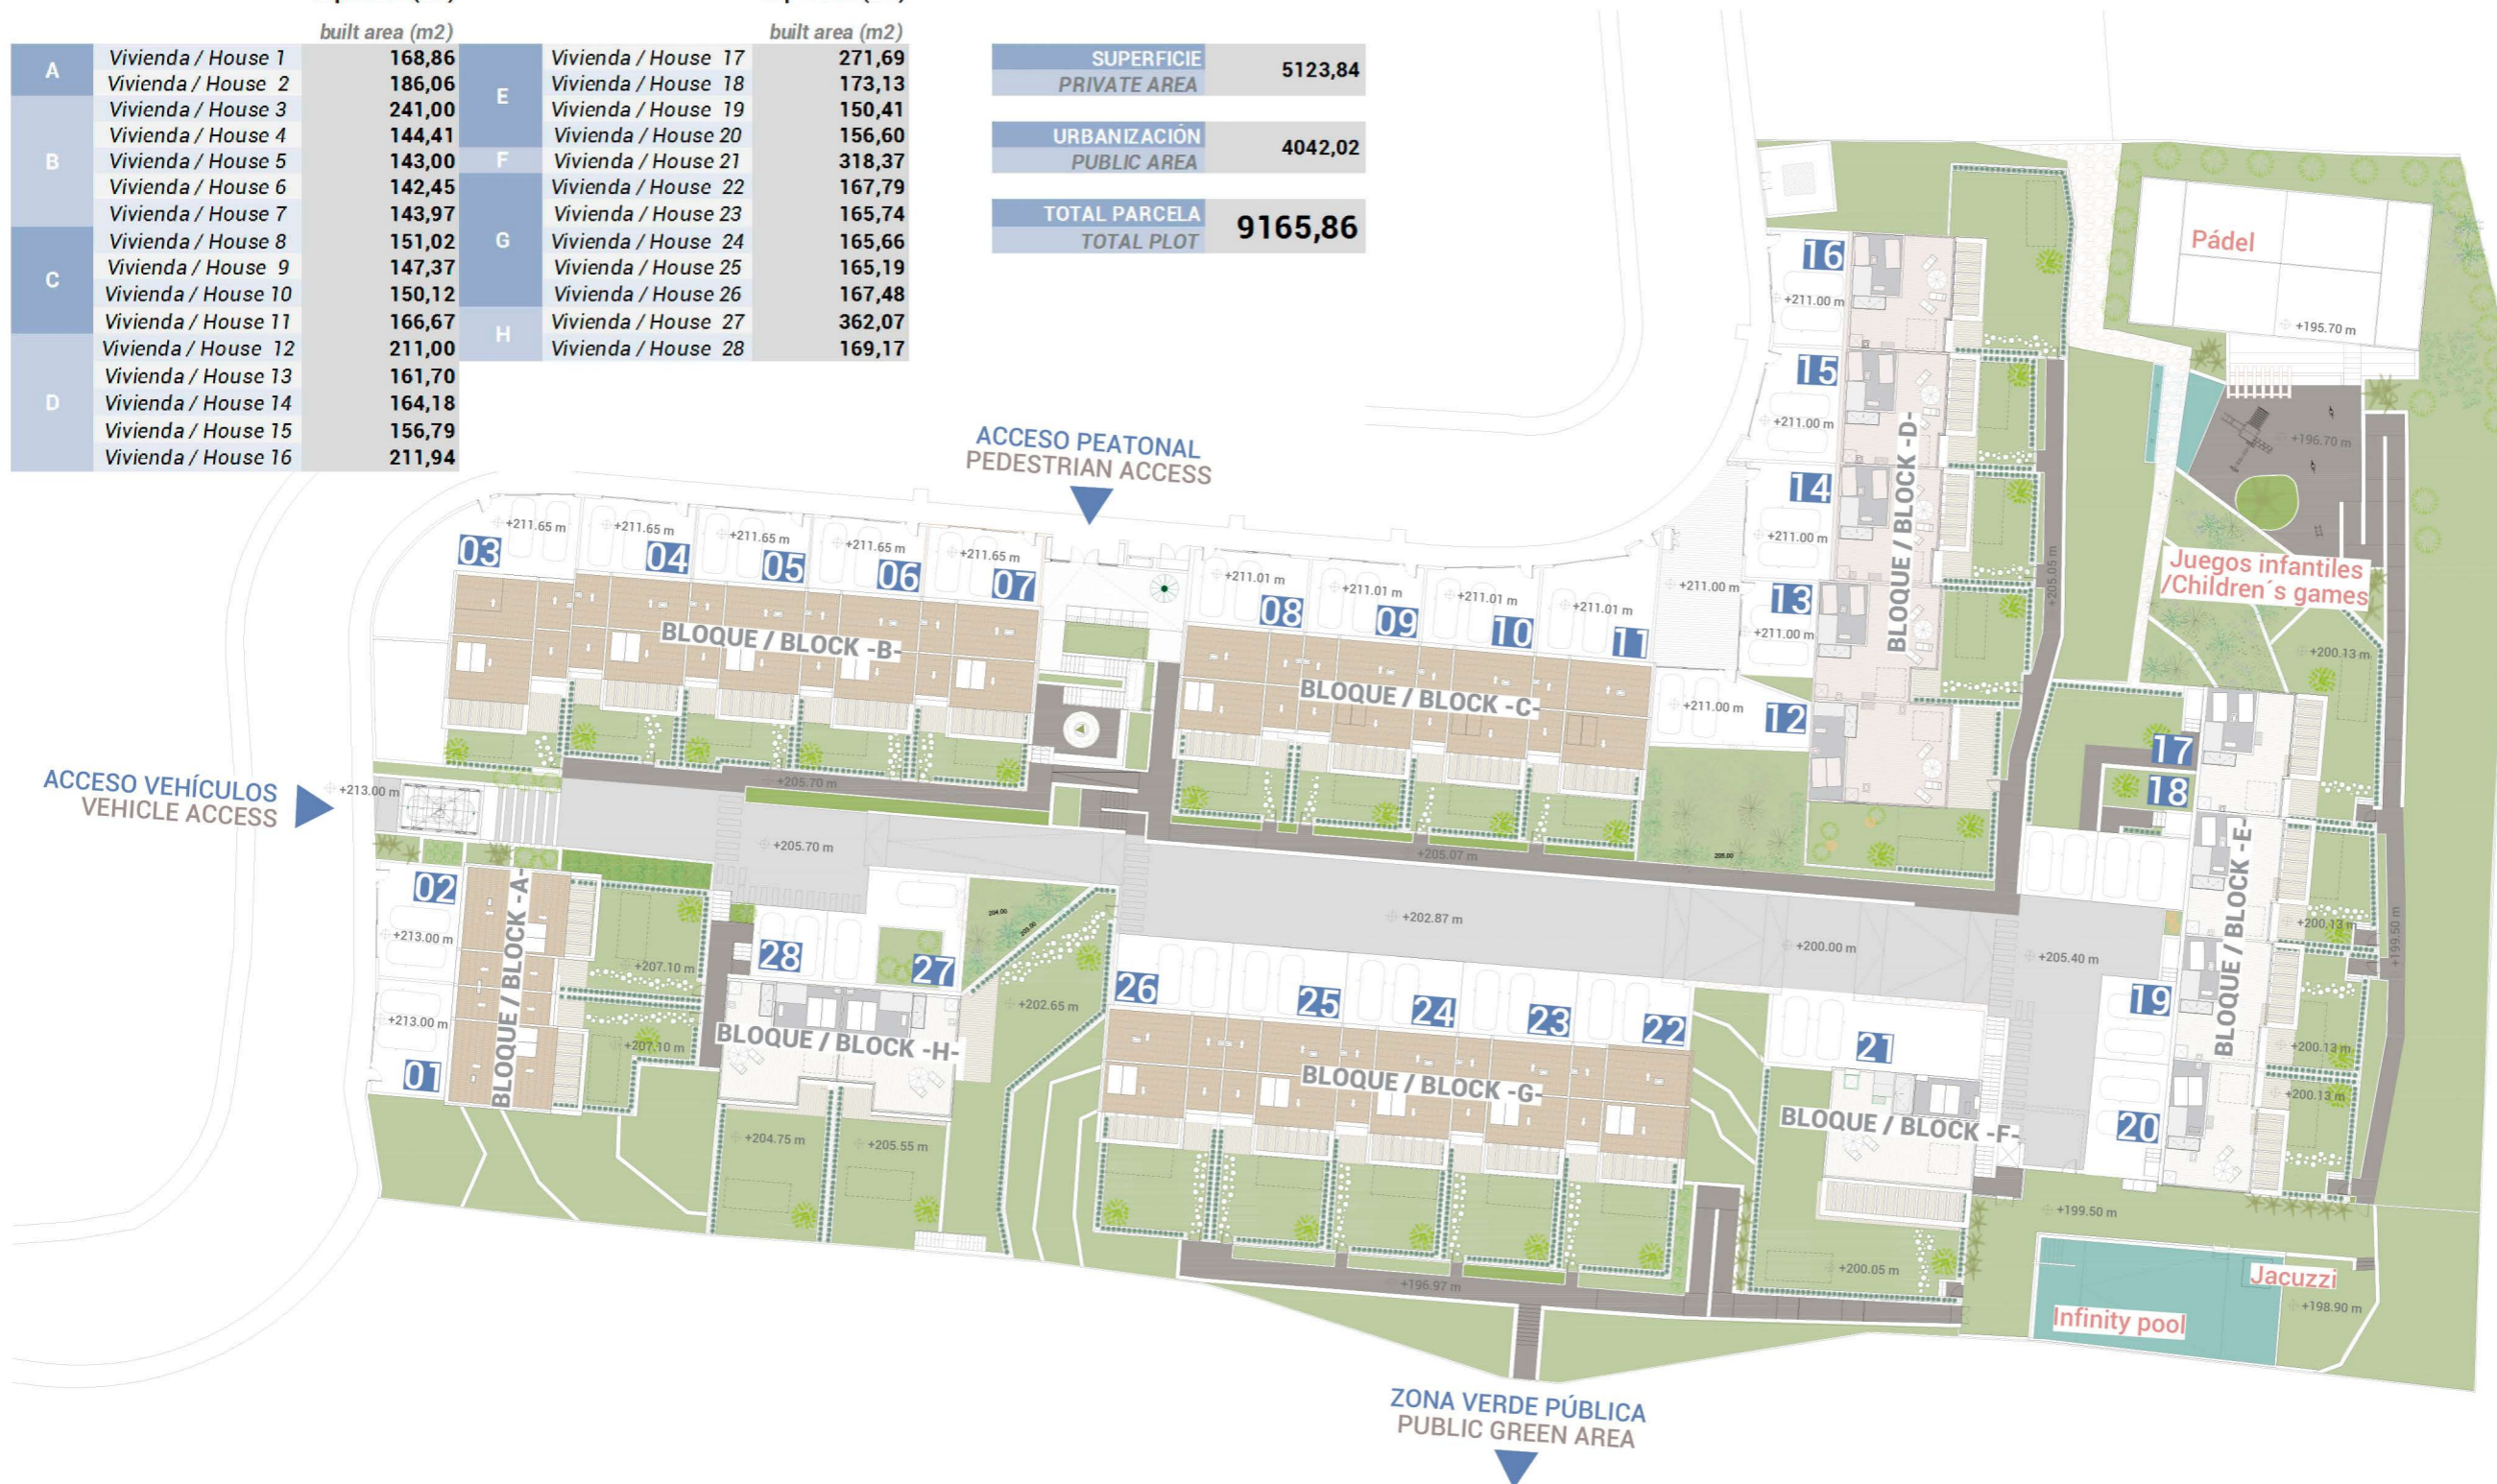 built area (m2)
built area (m2)
A
Vivienda / House 1 168,86
Vivienda / House 2 186,06
B
Vivienda / House 3 241,00
Vivienda / House 4 144,41
Vivienda / House 5 143,00
Vivienda / House 6 142,45
Vivienda / House 7 143,97
C
Vivienda / House 8 151,02
Vivienda / House 9 147,37
Vivienda / House 10 150,12
Vivienda / House 11 166,67
D
Vivienda / House 12 211,00
Vivienda / House 13 161,70
Vivienda / House 14 164,18
Vivienda / House 15 156,79
Vivienda / House 16 211,94
E
Vivienda / House 17 271,69
Vivienda / House 18 173,13
Vivienda / House 19 150,41
Vivienda / House 20 156,60
F
Vivienda / House 21 318,37
G
Vivienda / House 22 167,79
Vivienda / House 23 165,74
Vivienda / House 24 165,66
Vivienda / House 25 165,19
Vivienda / House 26 167,48
H
Vivienda / House 27 362,07
Vivienda / House 28 169,17
SUPERFICIE
PRIVATE AREA
5123,84
URBANIZACIÓN
PUBLIC AREA
4042,02
TOTAL PARCELA
TOTAL PLOT
9165,86
ACCESO PEATONAL
PEDESTRIAN ACCESS
16
+211.00 m
15
+211.00 m
14
+211.00 m
13
+211.00 m
+211.00 m
12
+211.00 m
BLOQUE / BLOCK -D-
+205.05 m
Pádel
+195.70 m
+196.70 m
Juegos infantiles
/Children´s games
+200.13 m
03
+211.65 m
04
+211.65 m
05
+211.65 m
06
+211.65 m
07
+211.65 m
BLOQUE / BLOCK -B-
08
+211.01 m
09
+211.01 m
10
+211.01 m
11
+211.01 m
BLOQUE / BLOCK -C-
ACCESO VEHÍCULOS
VEHICLE ACCESS
+213.00 m
+205.70 m
+205.70 m
+205.07 m
205.00
02
+213.00 m
+213.00 m
01
BLOQUE / BLOCK -A-
+207.10 m
+207.10 m
28
27
204.00
203.00
+202.65 m
BLOQUE / BLOCK -H-
+204.75 m
+205.55 m
+202.87 m
+200.00 m
+205.40 m
26
25
24
23
22
BLOQUE / BLOCK -G-
+196.97 m
21
BLOQUE / BLOCK -F-
+200.05 m
17
18
19
20
BLOQUE / BLOCK -E-
+200.13 m
+200.13 m
+200.13 m
+199.50 m
+199.50 m
Jacuzzi
+198.90 m
Infinity pool
ZONA VERDE PÚBLICA
PUBLIC GREEN AREA